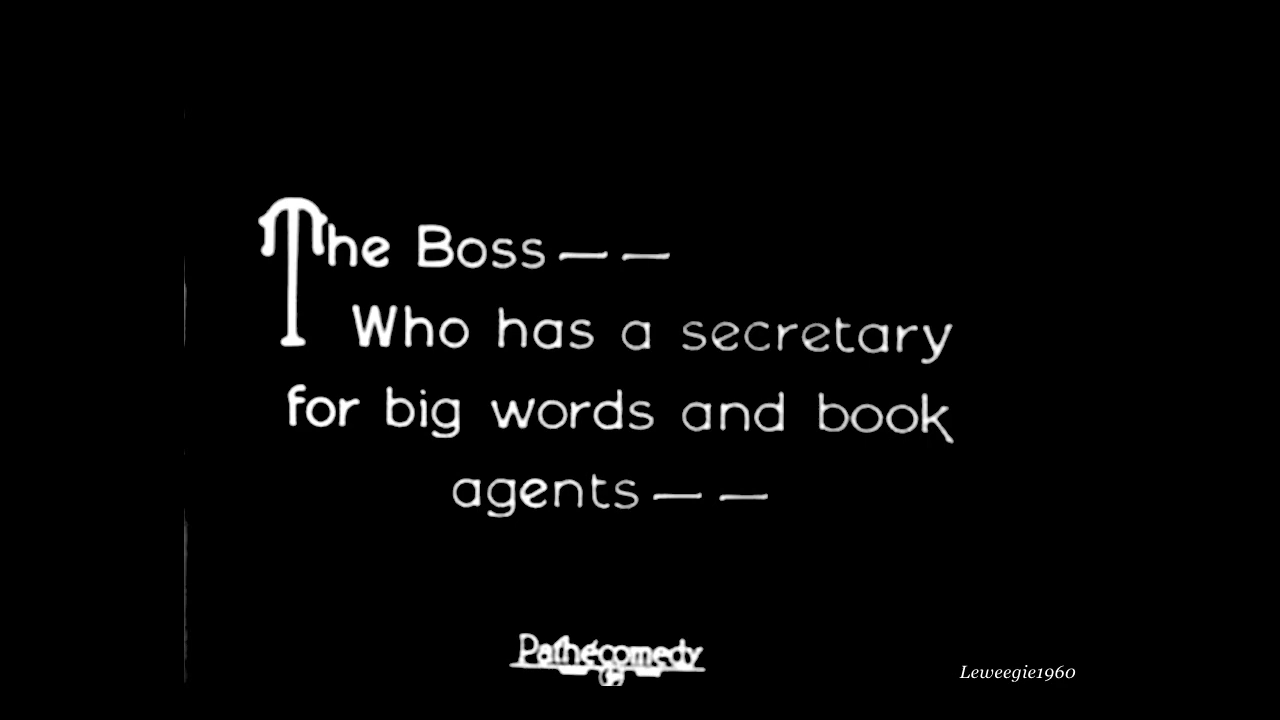 The Boss — —
Who has a secretary
for big words and book
agents — —
Pathécomedy
Leweegie1960